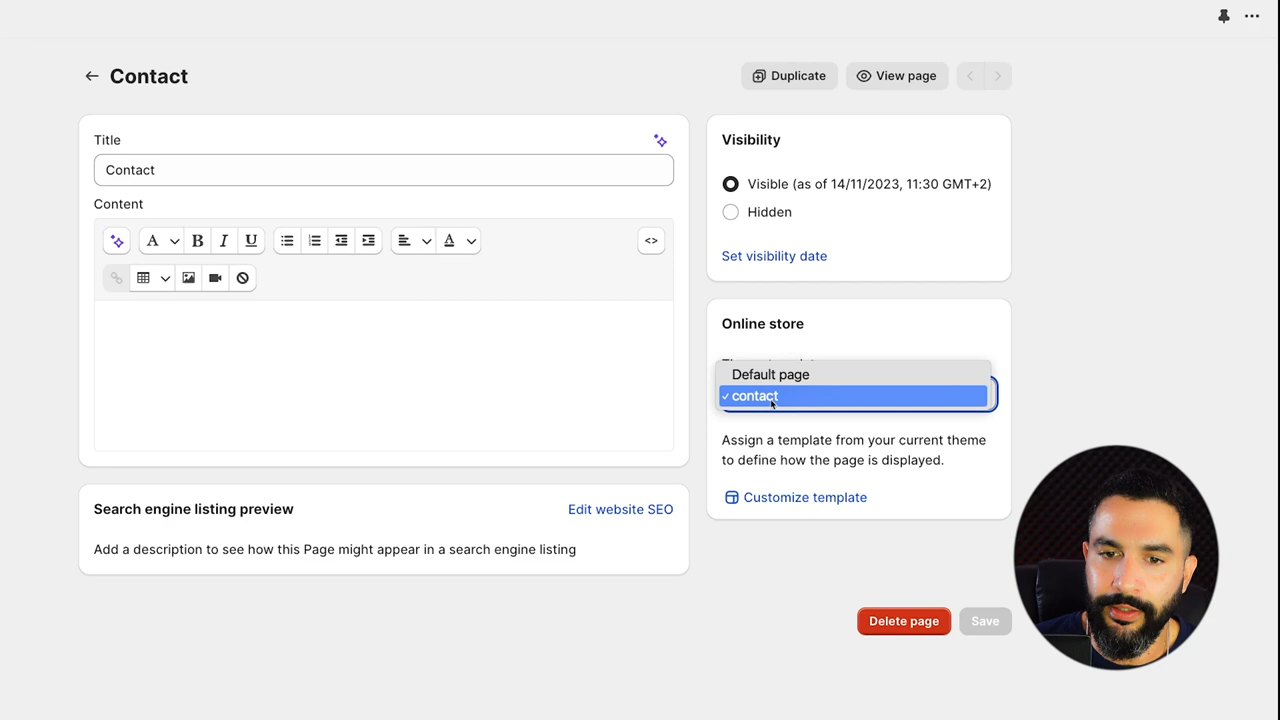 Contact
Duplicate
View page
Title
Contact
Content
A
B
I
U
A
<>
Search engine listing preview
Edit website SEO
Add a description to see how this Page might appear in a search engine listing
Visibility
Visible (as of 14/11/2023, 11:30 GMT+2)
Hidden
Set visibility date
Online store
Default page
contact
Assign a template from your current theme
to define how the page is displayed.
Customize template
Delete page
Save